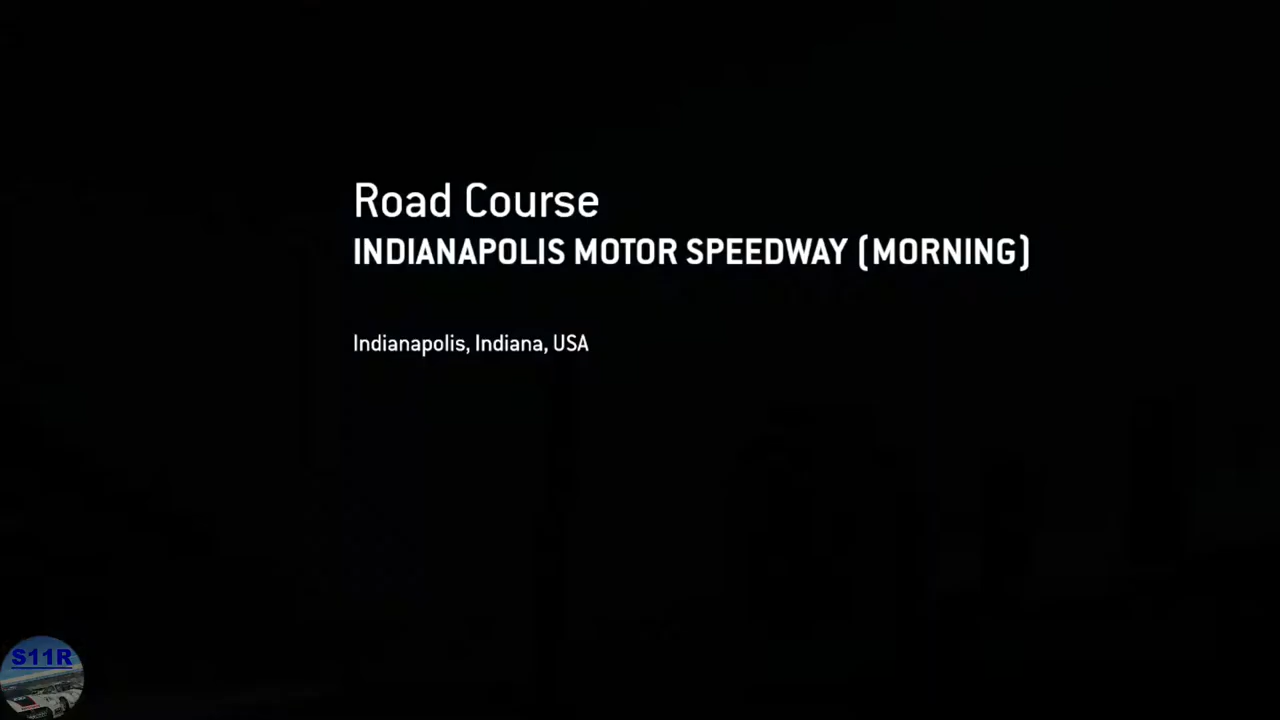 Road Course
INDIANAPOLIS MOTOR SPEEDWAY (MORNING)
Indianapolis, Indiana, USA
S11R